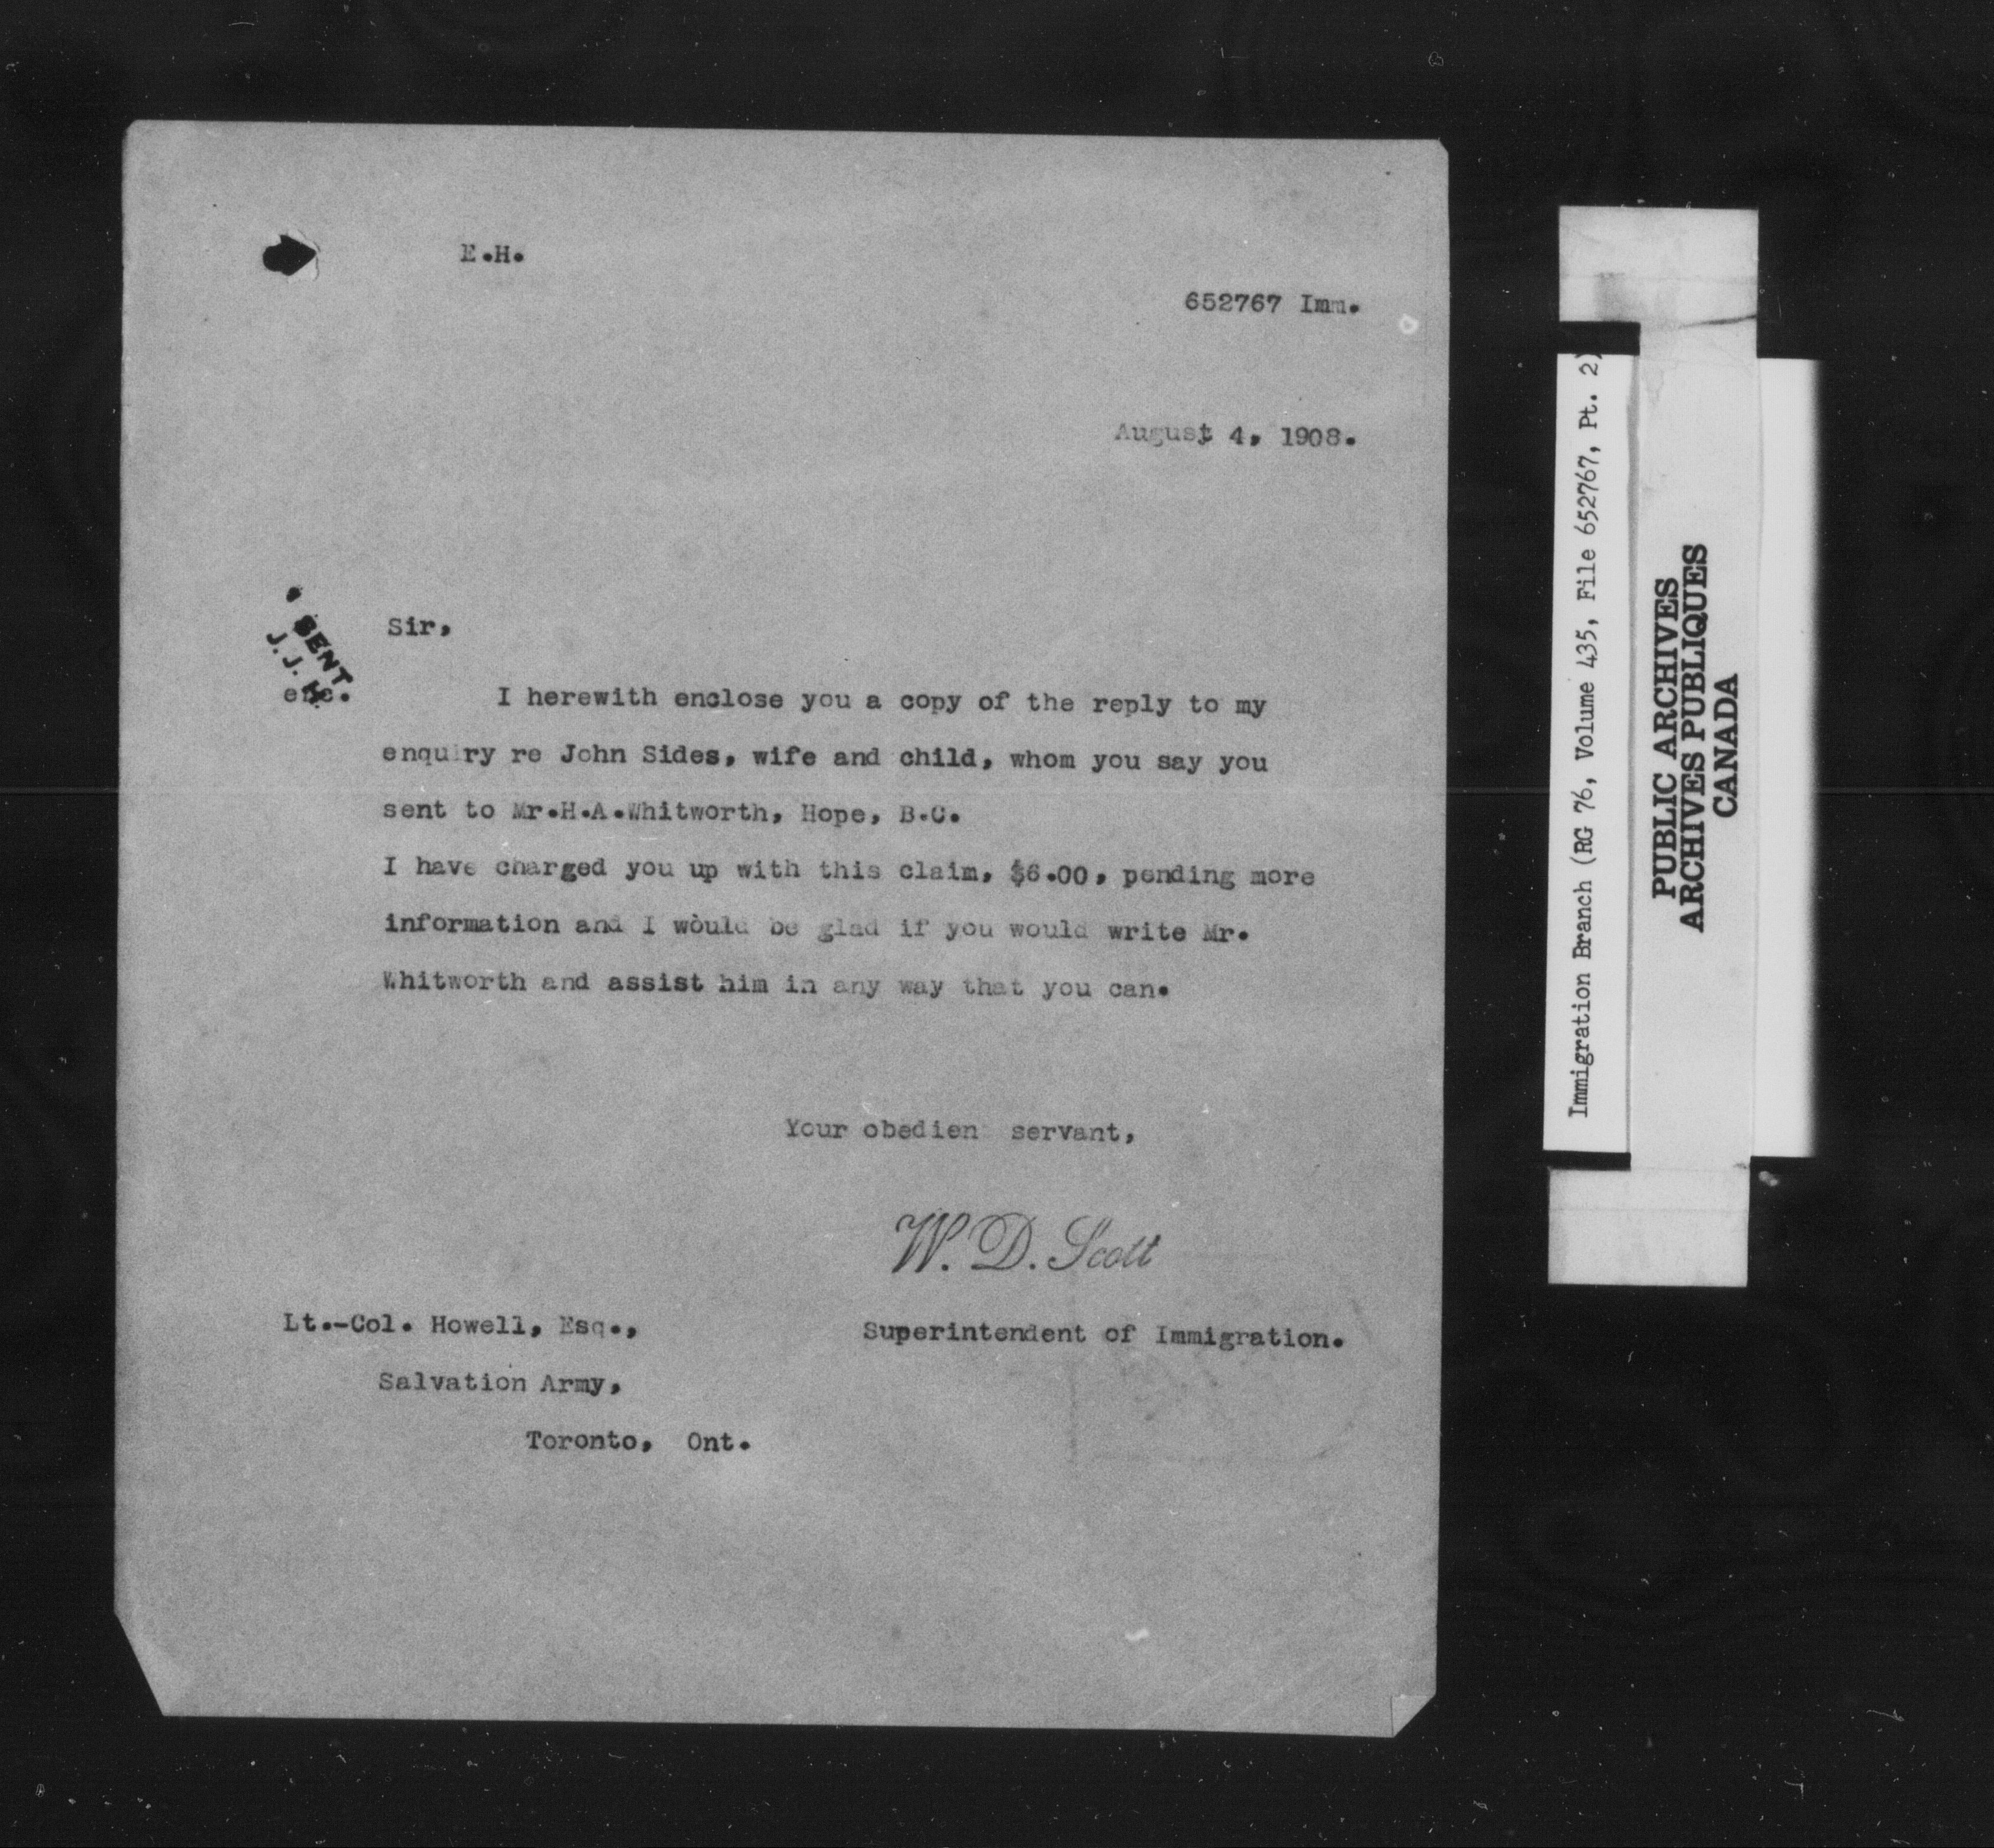 E.H.
652767 Imm.
August 4, 1908.
SENT
J. J. H.
Sir,
enc.
I herewith enclose you a copy of the reply to my
enquiry re John Sides, wife and child, whom you say you
sent to Mr.H.A.Whitworth, Hope, B.C.
I have charged you up with this claim, $6.00, pending more
information and I would be glad if you would write Mr.
Whitworth and assist him in any way that you can.
Your obedien servant,
W. D. Scott
Superintendent of Immigration.
Lt.-Col. Howell, Esq.,
Salvation Army,
Toronto, Ont.
Immigration Branch (RG 76, Volume 435, File 652767, Pt. 2)
PUBLIC ARCHIVES
ARCHIVES PUBLIQUES
CANADA